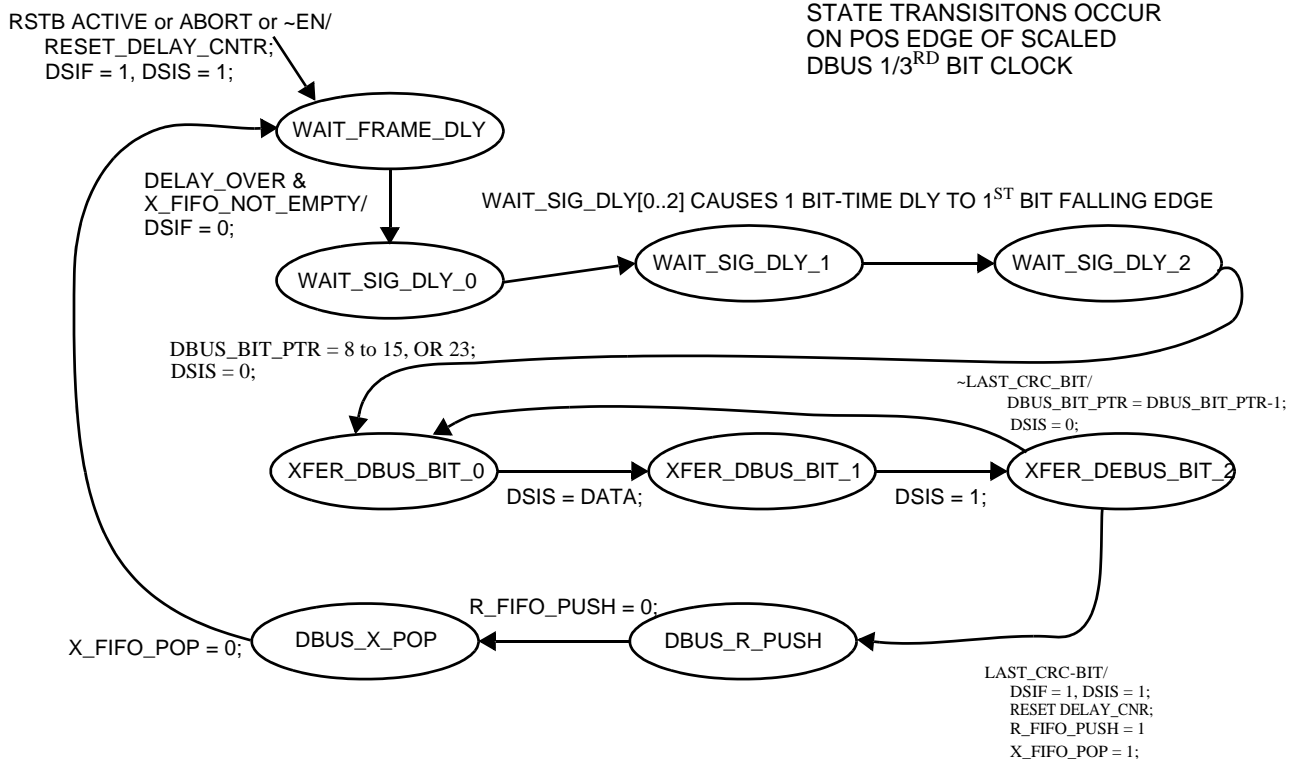 RSTB ACTIVE or ABORT or ~EN/
RESET_DELAY_CNTR;
DSIF = 1, DSIS = 1;
STATE TRANSISITONS OCCUR
ON POS EDGE OF SCALED
DBUS 1/3RD BIT CLOCK
WAIT_FRAME_DLY
DELAY_OVER &
X_FIFO_NOT_EMPTY/
DSIF = 0;
WAIT_SIG_DLY[0..2] CAUSES 1 BIT-TIME DLY TO 1ST BIT FALLING EDGE
WAIT_SIG_DLY_0
WAIT_SIG_DLY_1
WAIT_SIG_DLY_2
DBUS_BIT_PTR = 8 to 15, OR 23;
DSIS = 0;
~LAST_CRC_BIT/
DBUS_BIT_PTR = DBUS_BIT_PTR-1;
DSIS = 0;
XFER_DBUS_BIT_0
DSIS = DATA;
XFER_DBUS_BIT_1
DSIS = 1;
XFER_DEBUS_BIT_2
X_FIFO_POP = 0;
DBUS_X_POP
R_FIFO_PUSH = 0;
DBUS_R_PUSH
LAST_CRC-BIT/
DSIF = 1, DSIS = 1;
RESET DELAY_CNR;
R_FIFO_PUSH = 1
X_FIFO_POP = 1;